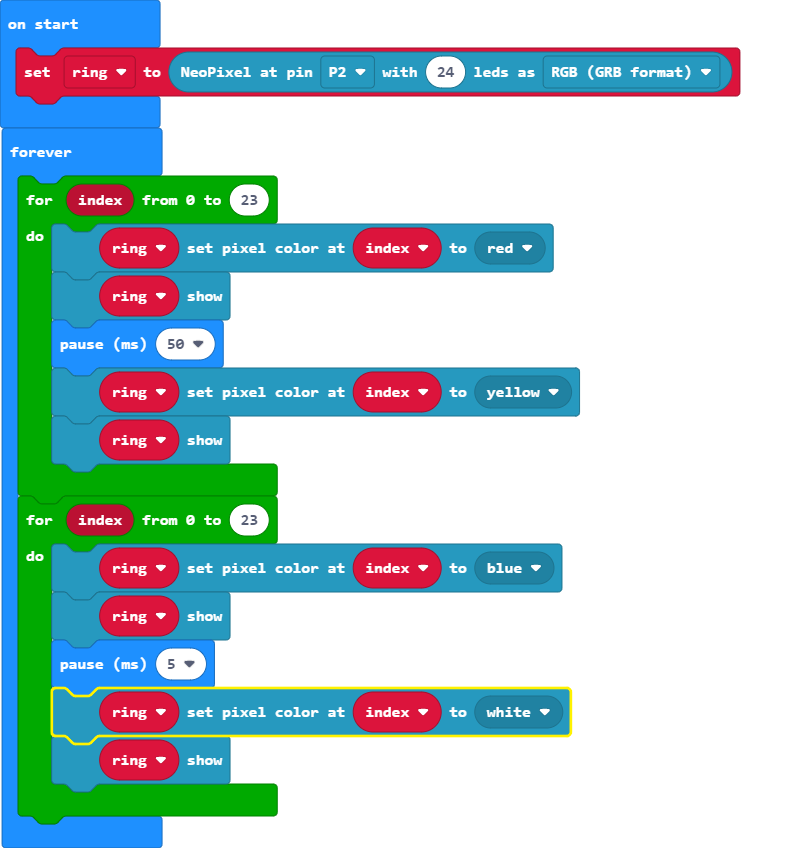 on start
set ring to NeoPixel at pin P2 with 24 leds as RGB (GRB format)
forever
for index from 0 to 23
do
ring set pixel color at index to red
ring show
pause (ms) 50
ring set pixel color at index to yellow
ring show
for index from 0 to 23
do
ring set pixel color at index to blue
ring show
pause (ms) 5
ring set pixel color at index to white
ring show